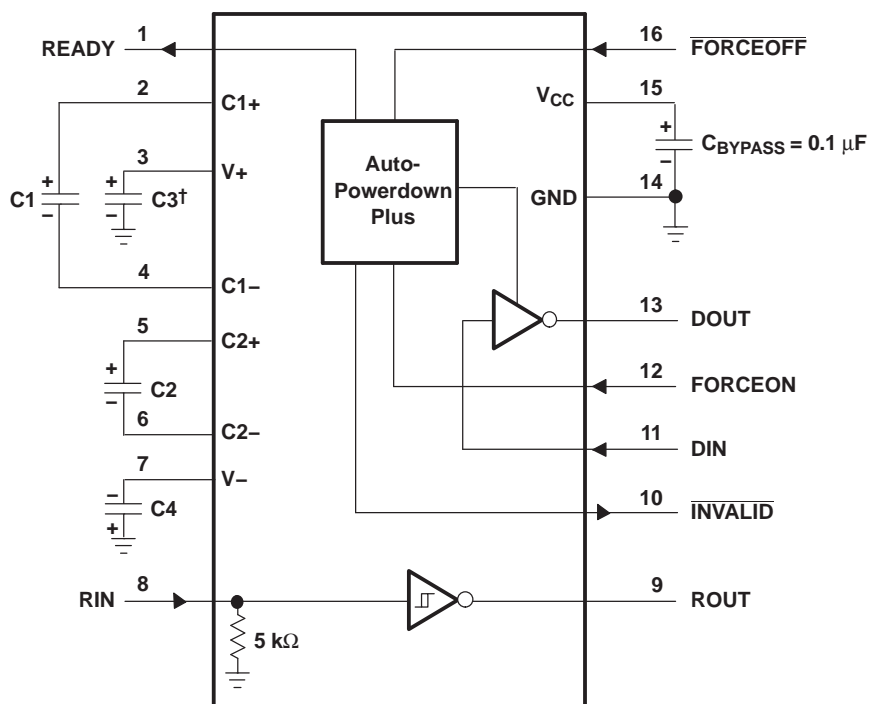 READY 1 16 FORCEOFF
2 C1+ VCC 15
+ CBYPASS = 0.1 μF
−
3 V+ Auto-
Powerdown
Plus
C1 + − + − C3†
GND 14
4 C1−
5 C2+ 13 DOUT
+ − C2 12 FORCEON
6 C2− 11 DIN
7 V− 10 INVALID
− + C4
RIN 8 9 ROUT
5 kΩ